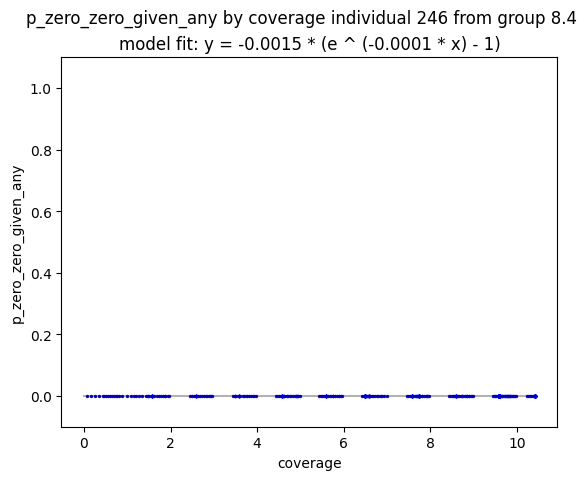 p_zero_zero_given_any by coverage individual 246 from group 8.4
model fit: y = -0.0015 * (e ^ (-0.0001 * x) - 1)
p_zero_zero_given_any
1.0
0.8
0.6
0.4
0.2
0.0
0 2 4 6 8 10
coverage